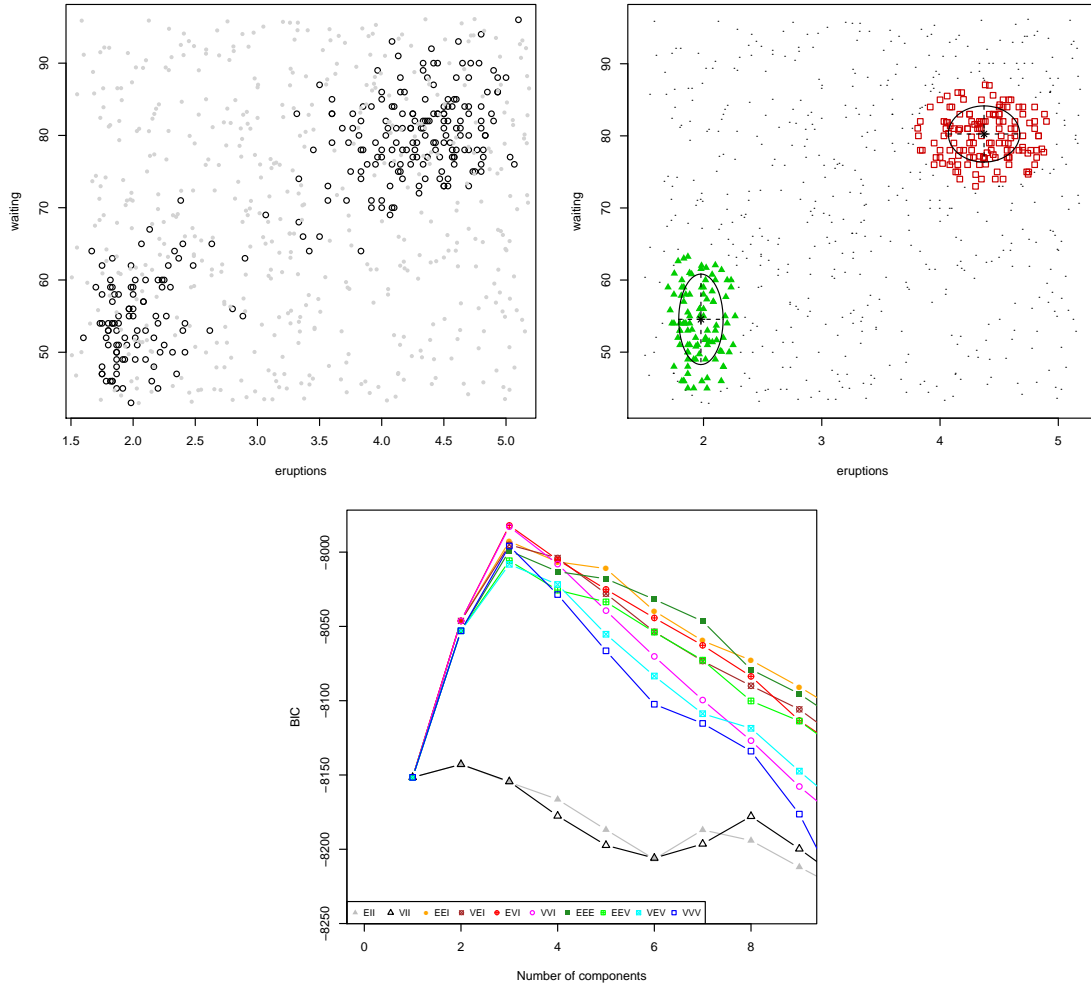 waiting
90
80
70
60
50
1.5 2.0 2.5 3.0 3.5 4.0 4.5 5.0
eruptions
waiting
90
80
70
60
50
2 3 4 5
eruptions
BIC
−8000
−8050
−8100
−8150
−8200
−8250
EII VII EEI VEI EVI VVI EEE EEV VEV VVV
0 2 4 6 8
Number of components